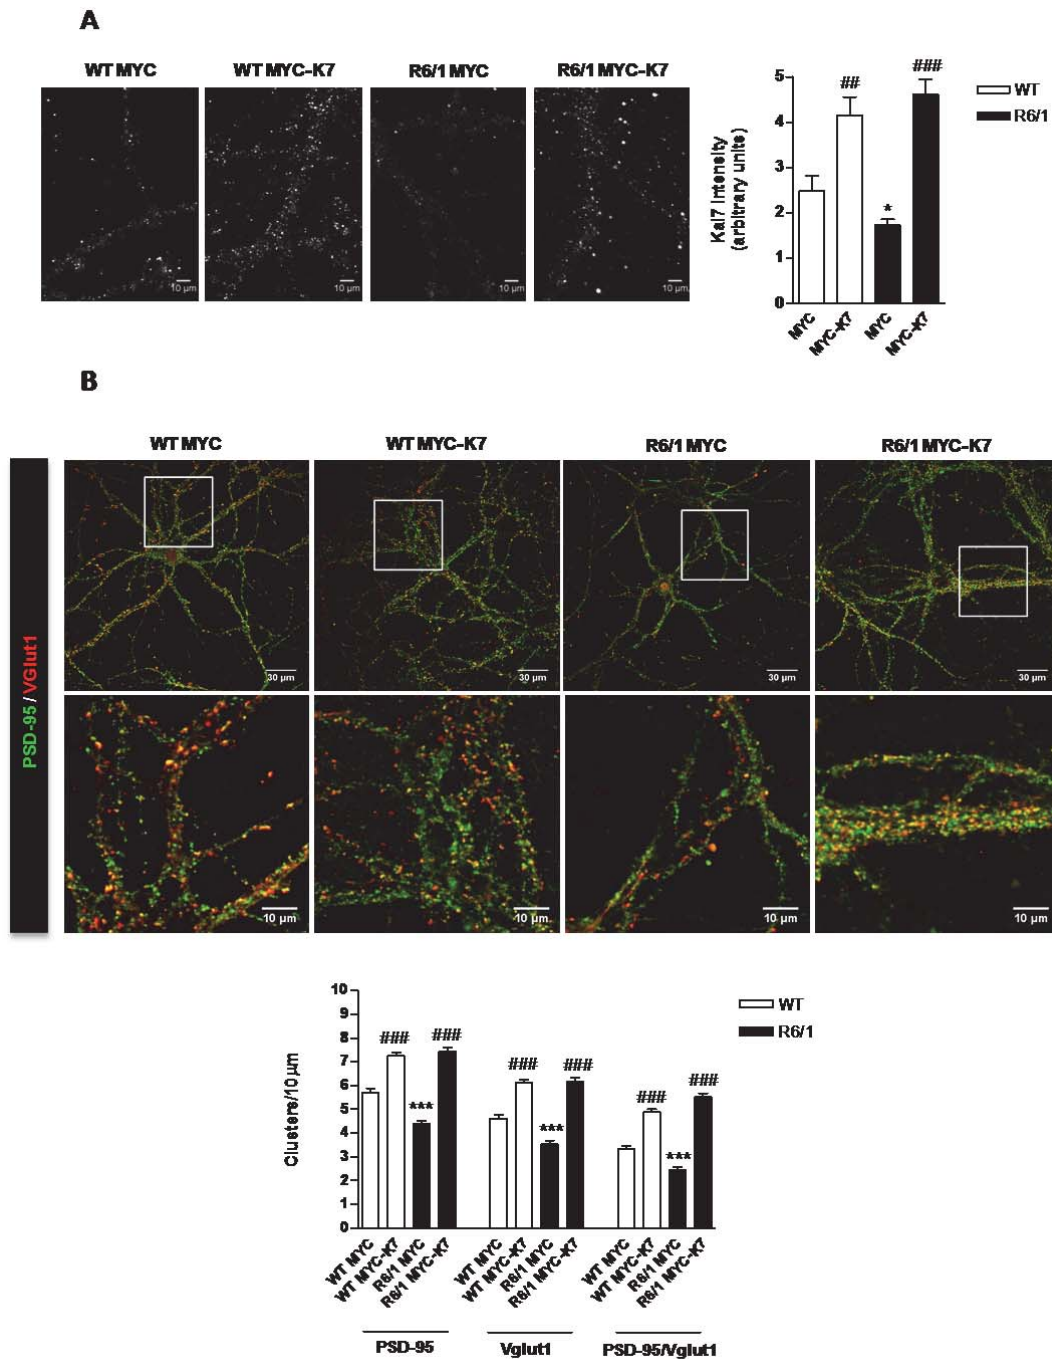 A
WT MYC
WT MYC-K7
R6/1 MYC
R6/1 MYC-K7
10 µm
10 µm
10 µm
10 µm
Kal7 Intensity
(arbitrary units)
5
4
3
2
1
0
##
*
###
MYC
MYC-K7
MYC
MYC-K7
WT
R6/1
B
WT MYC
WT MYC-K7
R6/1 MYC
R6/1 MYC-K7
PSD-95 / VGlut1
30 µm
30 µm
30 µm
30 µm
10 µm
10 µm
10 µm
10 µm
Clusters/10 µm
10
9
8
7
6
5
4
3
2
1
0
###
***
###
###
***
###
###
***
###
WT
R6/1
WT MYC
WT MYC-K7
R6/1 MYC
R6/1 MYC-K7
WT MYC
WT MYC-K7
R6/1 MYC
R6/1 MYC-K7
WT MYC
WT MYC-K7
R6/1 MYC
R6/1 MYC-K7
PSD-95
Vglut1
PSD-95/Vglut1